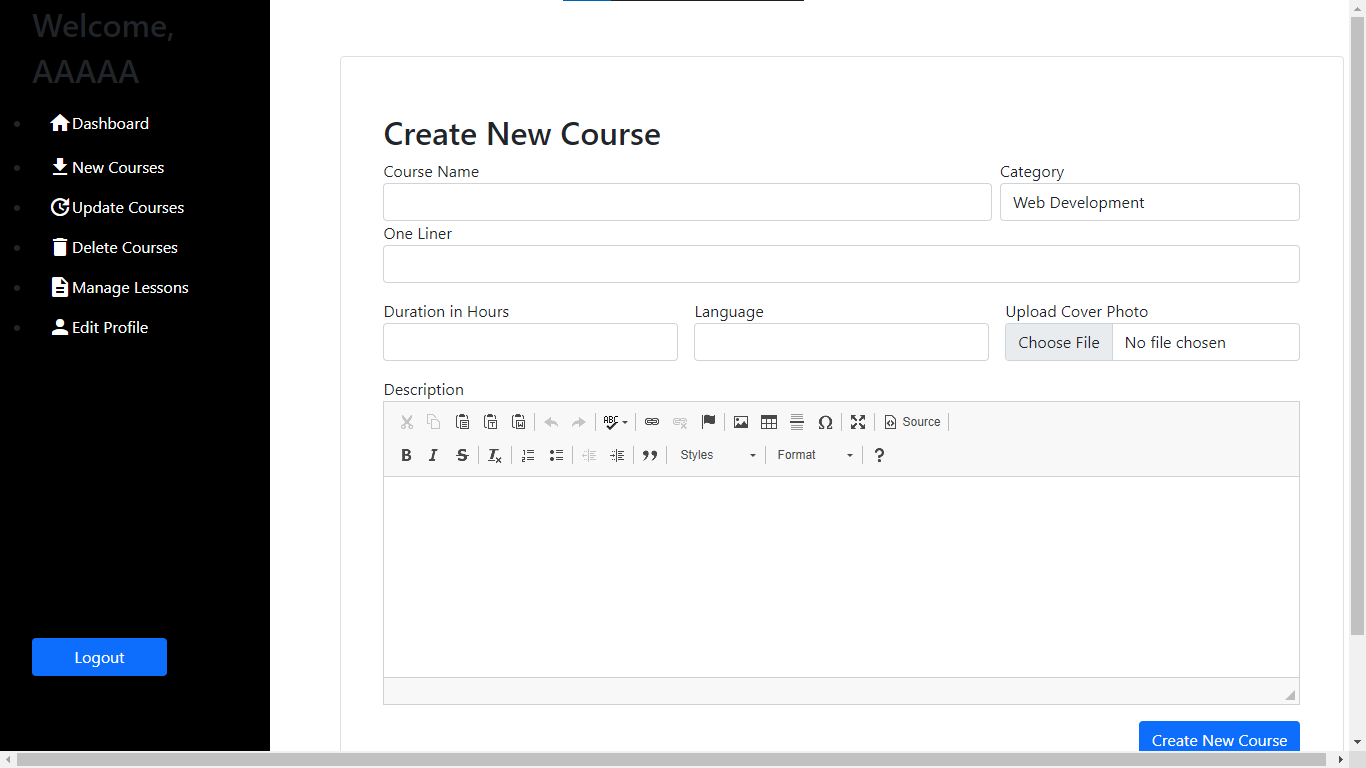 Welcome,
AAAAA
Dashboard
New Courses
Update Courses
Delete Courses
Manage Lessons
Edit Profile
Logout
Create New Course
Course Name
Category
Web Development
One Liner
Duration in Hours
Language
Upload Cover Photo
Choose File No file chosen
Description
ABC
Source
B I S Styles Format ?
Create New Course